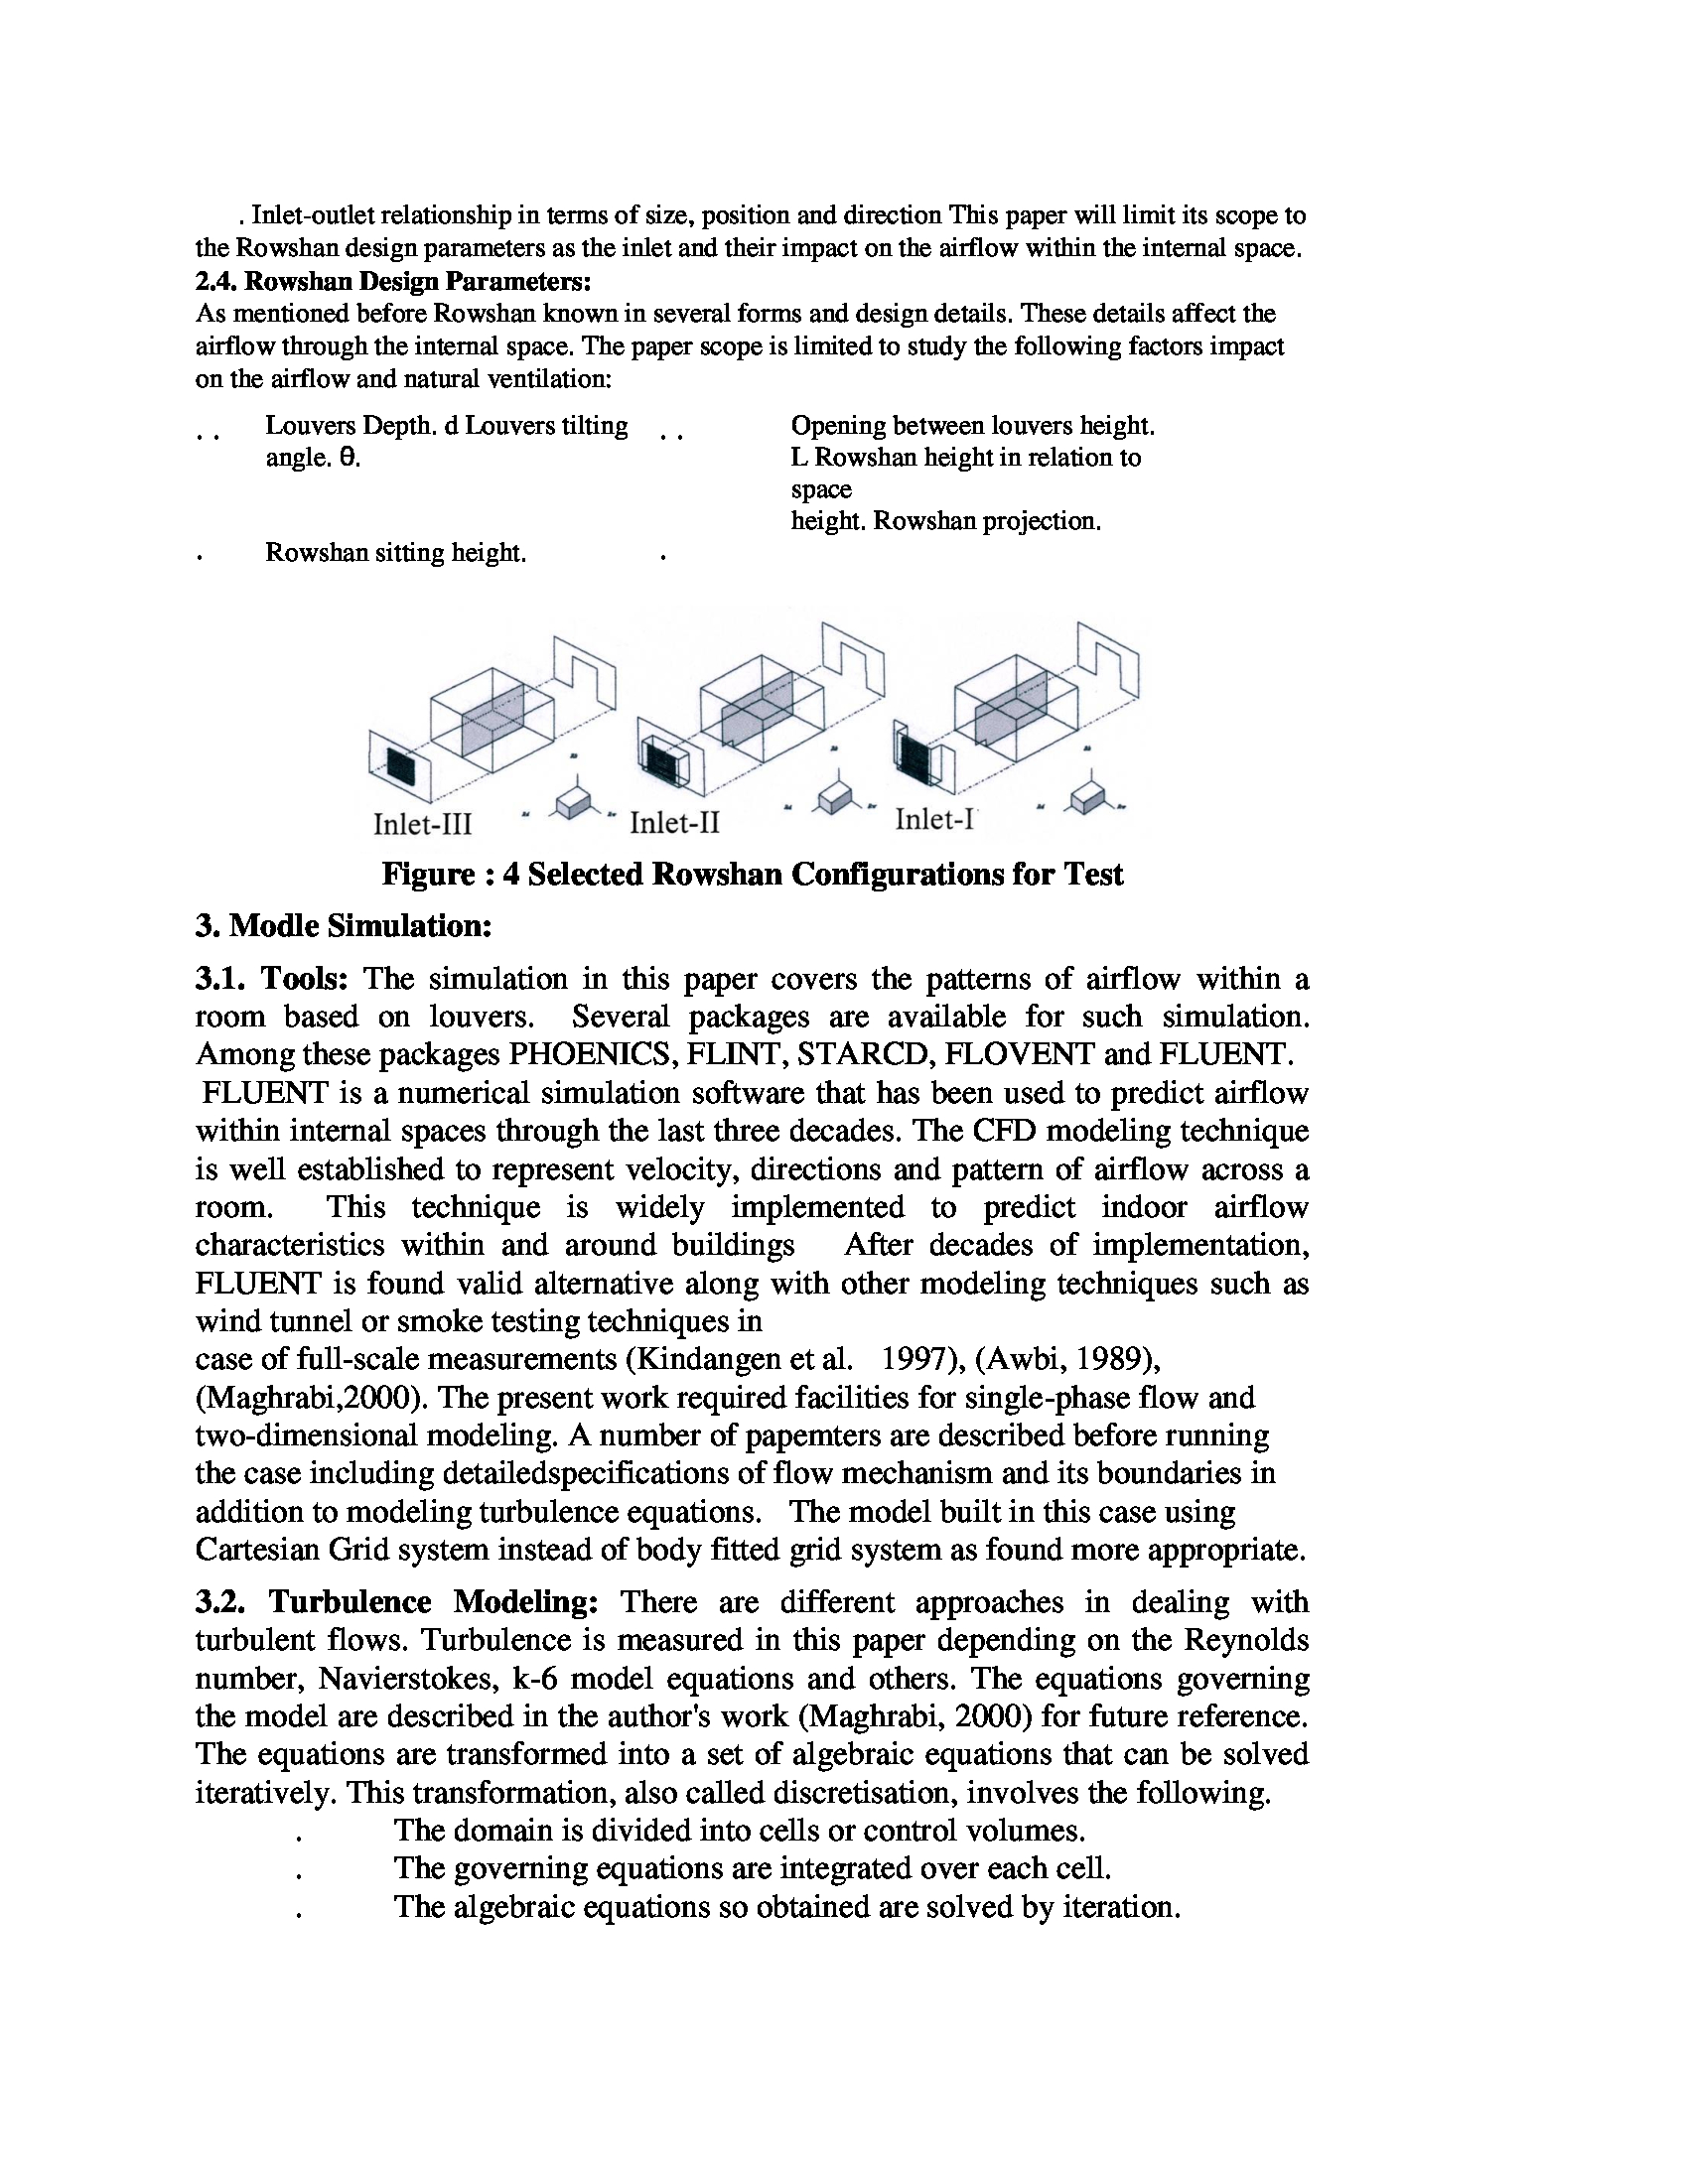 . Inlet-outlet relationship in terms of size, position and direction This paper will limit its scope to
the Rowshan design parameters as the inlet and their impact on the airflow within the internal space.
2.4. Rowshan Design Parameters:
As mentioned before Rowshan known in several forms and design details. These details affect the
airflow through the internal space. The paper scope is limited to study the following factors impact
on the airflow and natural ventilation:
. . Louvers Depth. d Louvers tilting
angle. θ.
. . Opening between louvers height.
L Rowshan height in relation to
space
height. Rowshan projection.
. Rowshan sitting height.
.
Inlet-III
Inlet-II
Inlet-I
Figure : 4 Selected Rowshan Configurations for Test
3. Modle Simulation:
3.1. Tools: The simulation in this paper covers the patterns of airflow within a
room based on louvers. Several packages are available for such simulation.
Among these packages PHOENICS, FLINT, STARCD, FLOVENT and FLUENT.
FLUENT is a numerical simulation software that has been used to predict airflow
within internal spaces through the last three decades. The CFD modeling technique
is well established to represent velocity, directions and pattern of airflow across a
room. This technique is widely implemented to predict indoor airflow
characteristics within and around buildings After decades of implementation,
FLUENT is found valid alternative along with other modeling techniques such as
wind tunnel or smoke testing techniques in
case of full-scale measurements (Kindangen et al. 1997), (Awbi, 1989),
(Maghrabi,2000). The present work required facilities for single-phase flow and
two-dimensional modeling. A number of papemters are described before running
the case including detailedspecifications of flow mechanism and its boundaries in
addition to modeling turbulence equations. The model built in this case using
Cartesian Grid system instead of body fitted grid system as found more appropriate.
3.2. Turbulence Modeling: There are different approaches in dealing with
turbulent flows. Turbulence is measured in this paper depending on the Reynolds
number, Navierstokes, k-6 model equations and others. The equations governing
the model are described in the author's work (Maghrabi, 2000) for future reference.
The equations are transformed into a set of algebraic equations that can be solved
iteratively. This transformation, also called discretisation, involves the following.
. The domain is divided into cells or control volumes.
. The governing equations are integrated over each cell.
. The algebraic equations so obtained are solved by iteration.